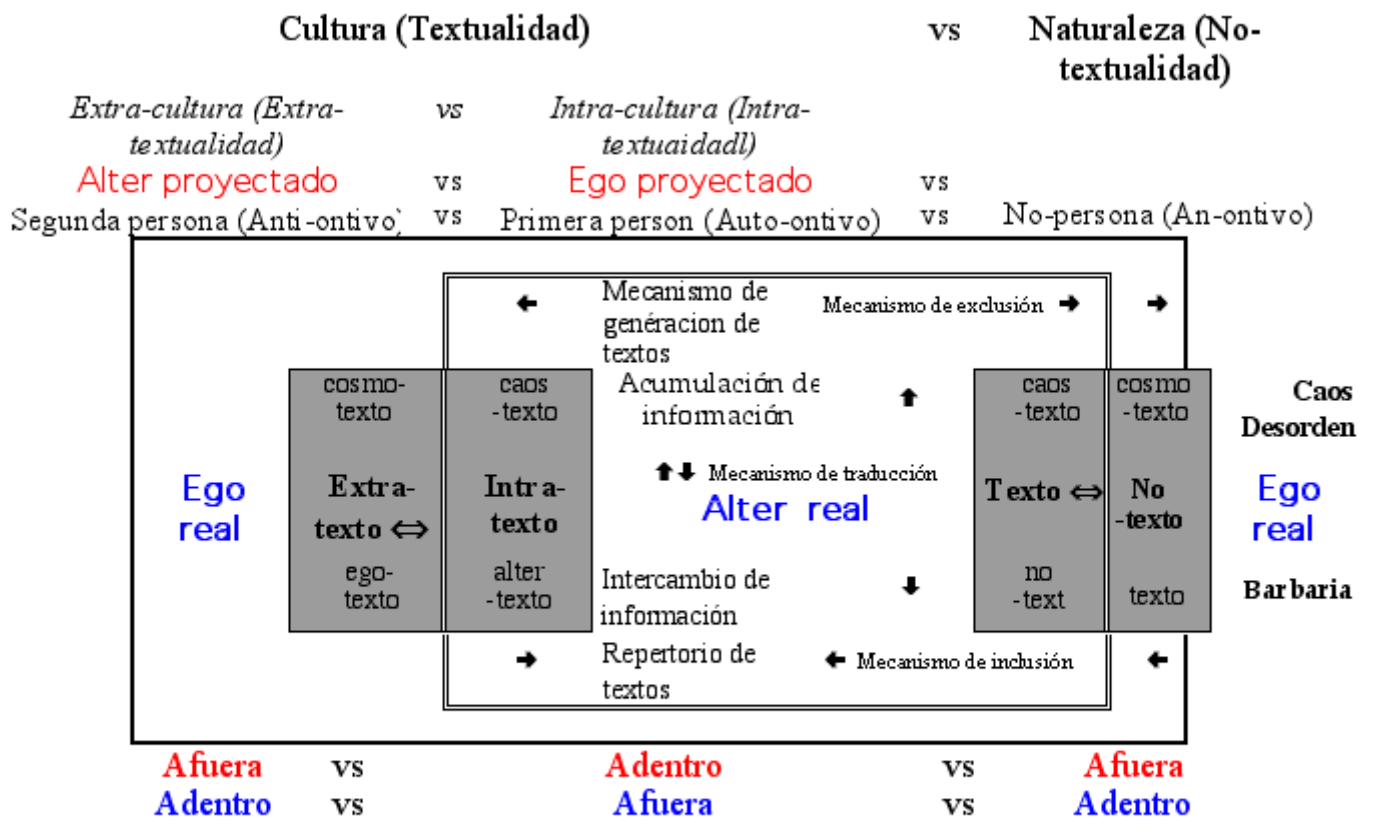 Cultura (Textualidad) vs Naturaleza (No-
textualidad)
Extra-cultura (Extra- vs Intra-cultura (Intra-
textualidad) textuaidadl)
Alter proyectado vs Ego proyectado vs
Segunda persona (Anti-ontivo) vs Primera person (Auto-ontivo) vs No-persona (An-ontivo)
← Mecanismo de Mecanismo de exclusión → →
genéracion de
textos
cosmo- caos Acumulación de caos cosmo Caos
-texto -texto información ↑ -texto -texto Desorden
Ego Extra- Intra- ↑↓ Mecanismo de traducción Texto ⇔ No Ego
real texto ⇔ texto Alter real -texto real
ego- alter Intercambio de ↓ no texto Barbaria
texto -texto información -text
→ Repertorio de ← Mecanismo de inclusión ←
textos
Afuera vs Adentro vs Afuera
Adentro vs Afuera vs Adentro